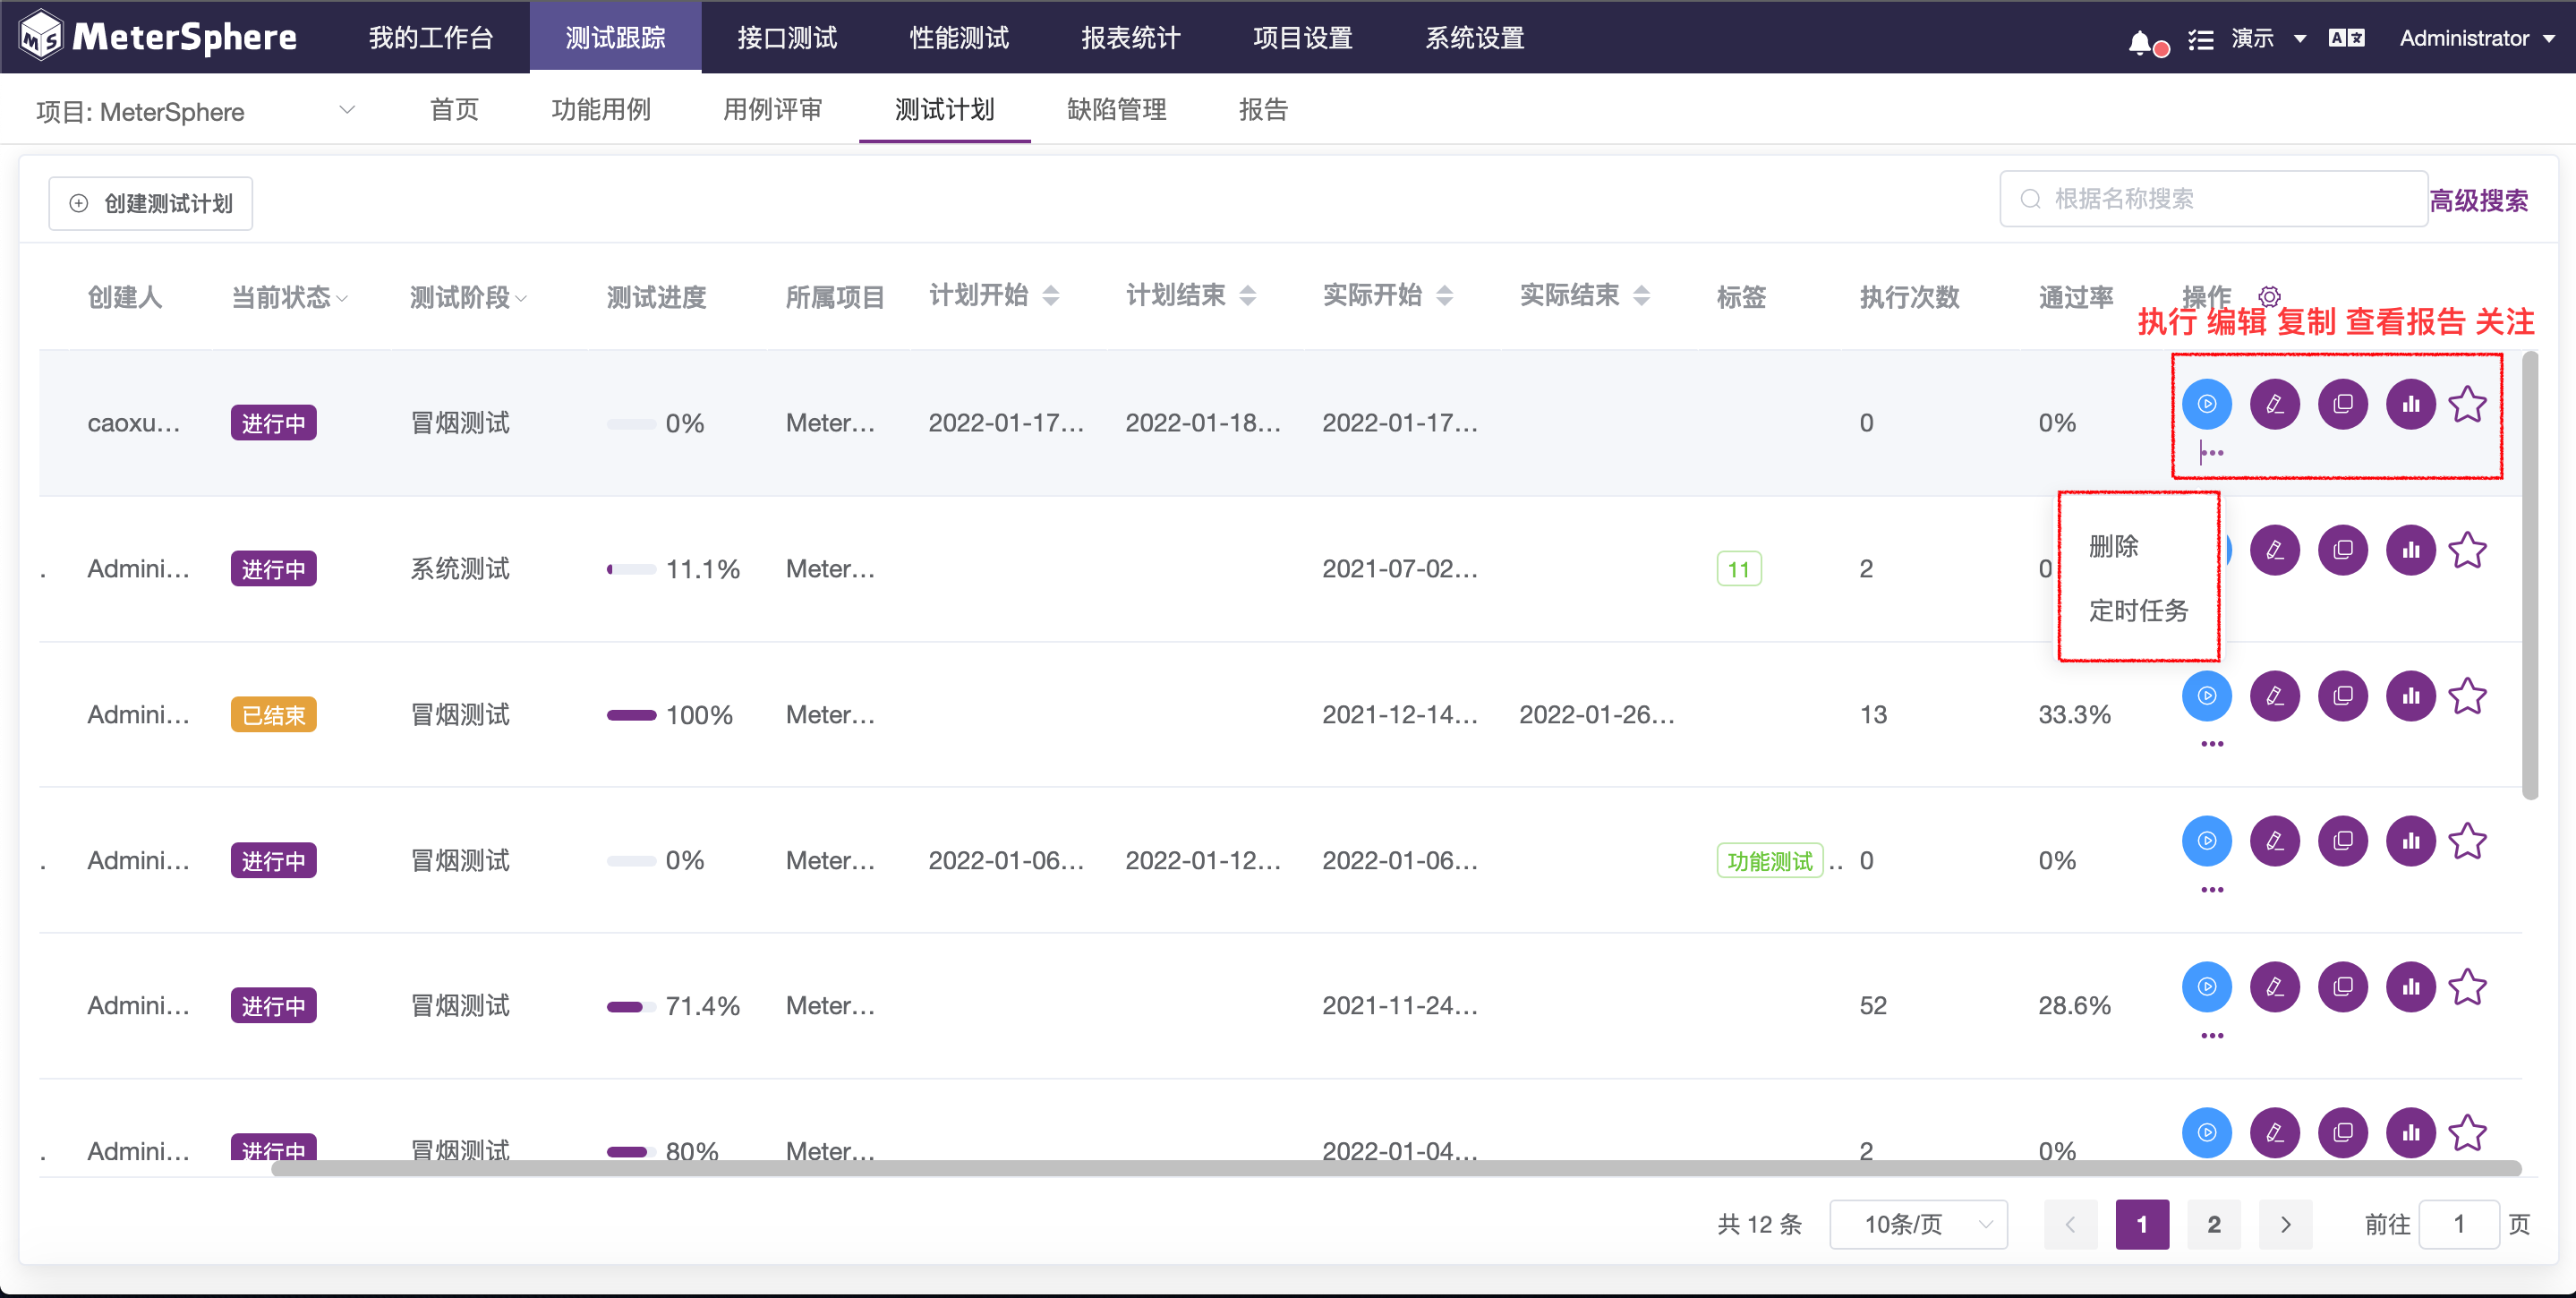 MeterSphere 我的工作台 测试跟踪 接口测试 性能测试 报表统计 项目设置 系统设置 演示 Administrator
项目: MeterSphere 首页 功能用例 用例评审 测试计划 缺陷管理 报告
创建测试计划 根据名称搜索 高级搜索
创建人 当前状态 测试阶段 测试进度 所属项目 计划开始 计划结束 实际开始 实际结束 标签 执行次数 通过率 操作
执行 编辑 复制 查看报告 关注
caoxu... 进行中 冒烟测试 0% Meter... 2022-01-17... 2022-01-18... 2022-01-17... 0 0%
删除
. Admini... 进行中 系统测试 11.1% Meter... 2021-07-02... 11 2 0
定时任务
Admini... 已结束 冒烟测试 100% Meter... 2021-12-14... 2022-01-26... 13 33.3%
. Admini... 进行中 冒烟测试 0% Meter... 2022-01-06... 2022-01-12... 2022-01-06... 功能测试 .. 0 0%
Admini... 进行中 冒烟测试 71.4% Meter... 2021-11-24... 52 28.6%
. Admini... 进行中 冒烟测试 80% Meter... 2022-01-04... 2 0%
共 12 条 10条/页 1 2 前往 1 页